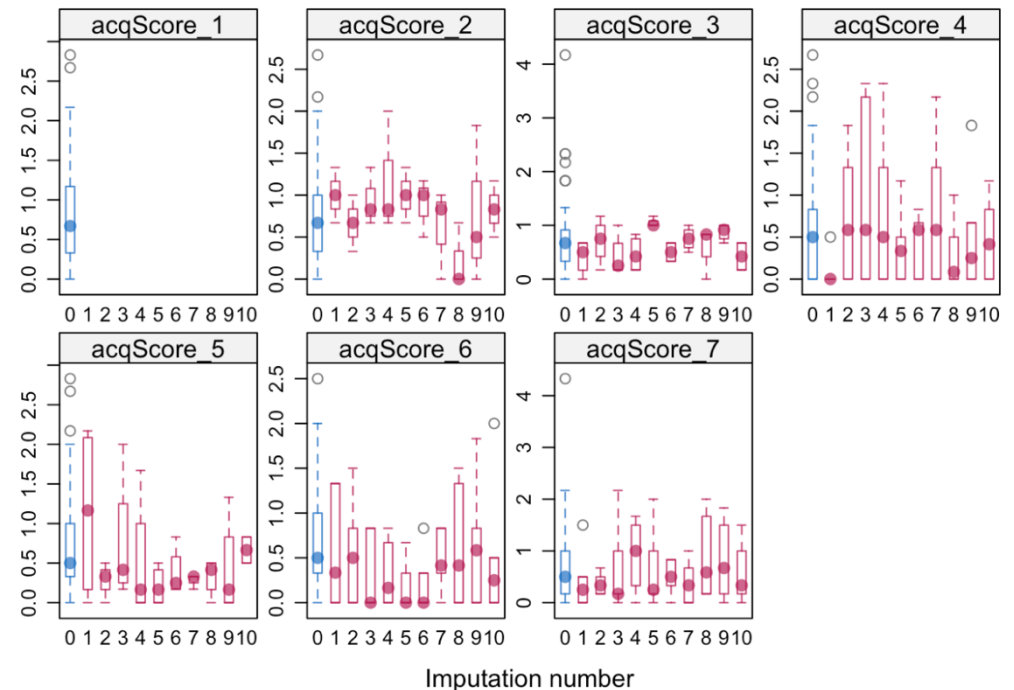 acqScore_1 acqScore_2 acqScore_3 acqScore_4
0.0 0.5 1.0 1.5 2.0 2.5
0.0 0.5 1.0 1.5 2.0 2.5
0 1 2 3 4
0.0 0.5 1.0 1.5 2.0 2.5
0 1 2 3 4 5 6 7 8 9 10
0 1 2 3 4 5 6 7 8 9 10
0 1 2 3 4 5 6 7 8 9 10
0 1 2 3 4 5 6 7 8 9 10
acqScore_5 acqScore_6 acqScore_7
0.0 0.5 1.0 1.5 2.0 2.5
0.0 0.5 1.0 1.5 2.0 2.5
0 1 2 3 4
0 1 2 3 4 5 6 7 8 9 10
0 1 2 3 4 5 6 7 8 9 10
0 1 2 3 4 5 6 7 8 9 10
Imputation number